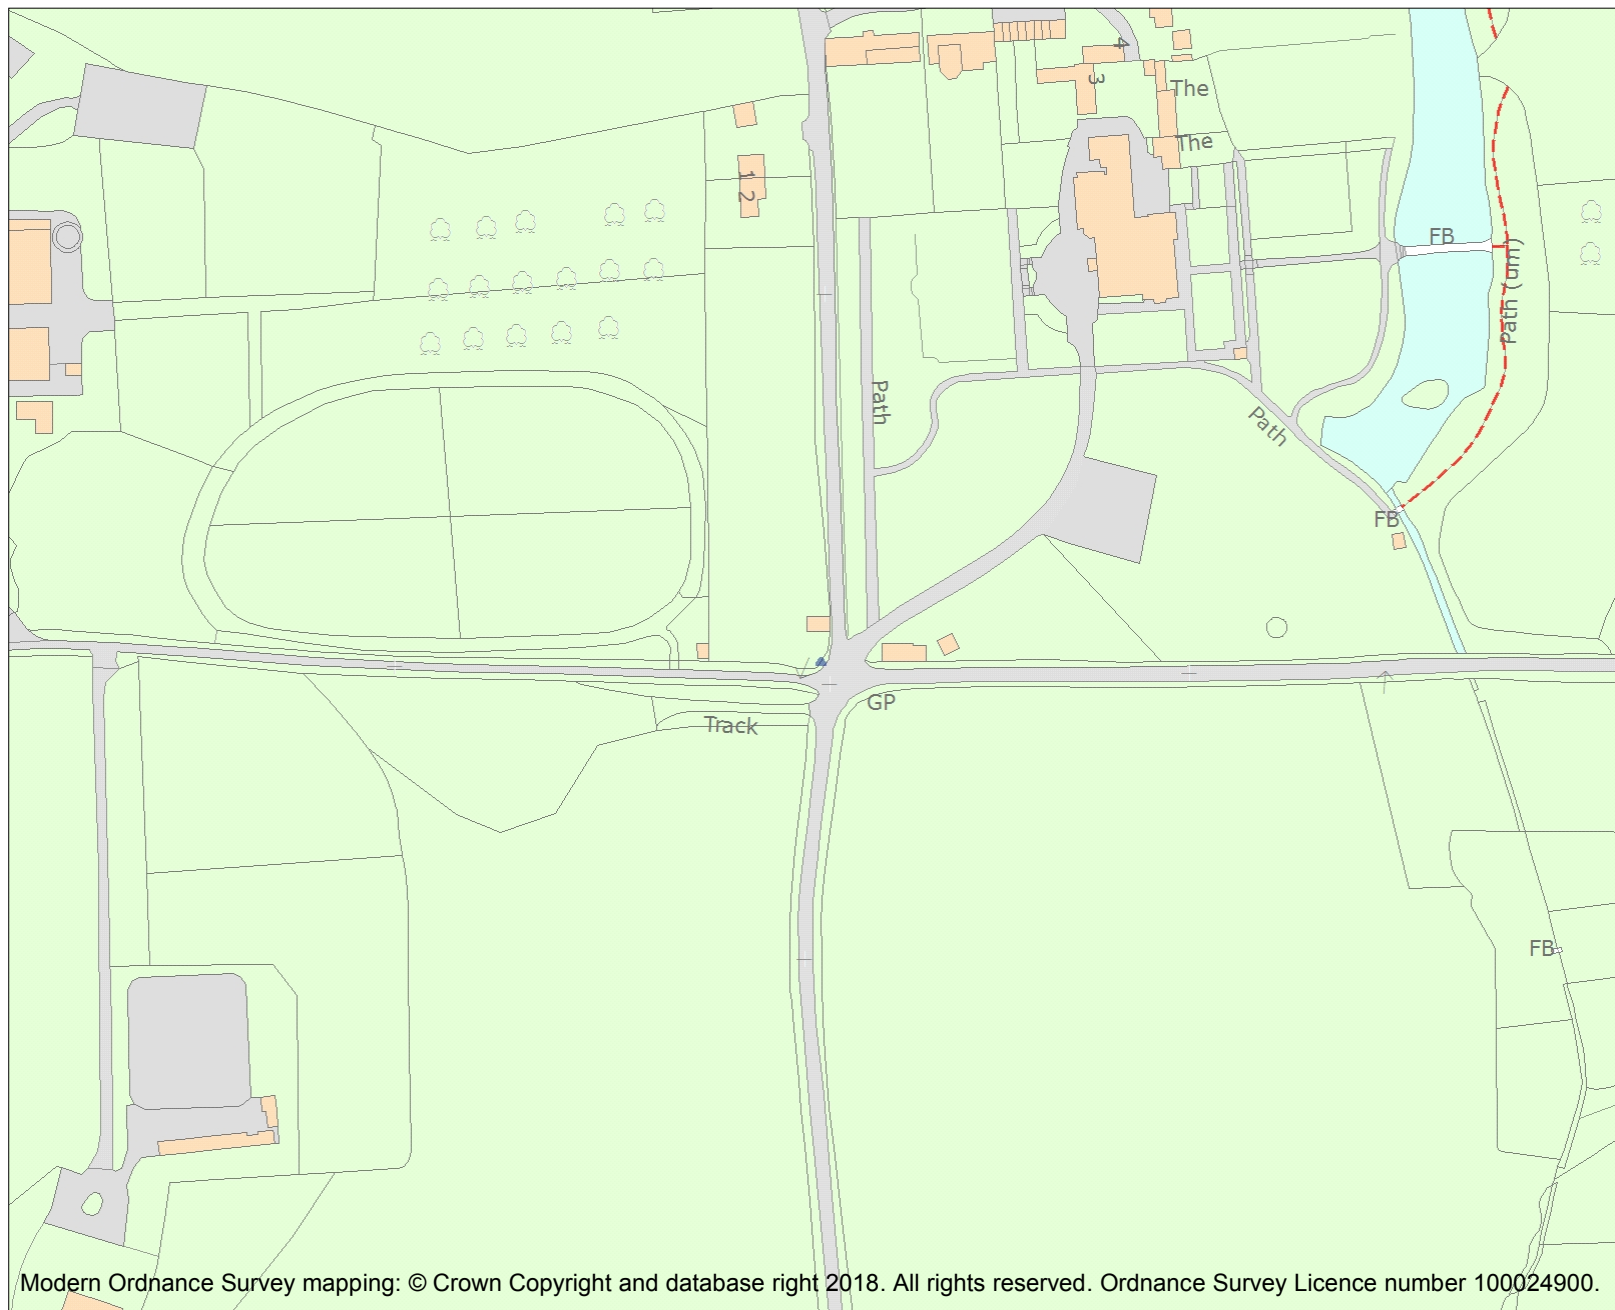 4
3
The
The
1
2
FB
Path (um)
Path
Path
FB
GP
Track
FB
Modern Ordnance Survey mapping: © Crown Copyright and database right 2018. All rights reserved. Ordnance Survey Licence number 100024900.